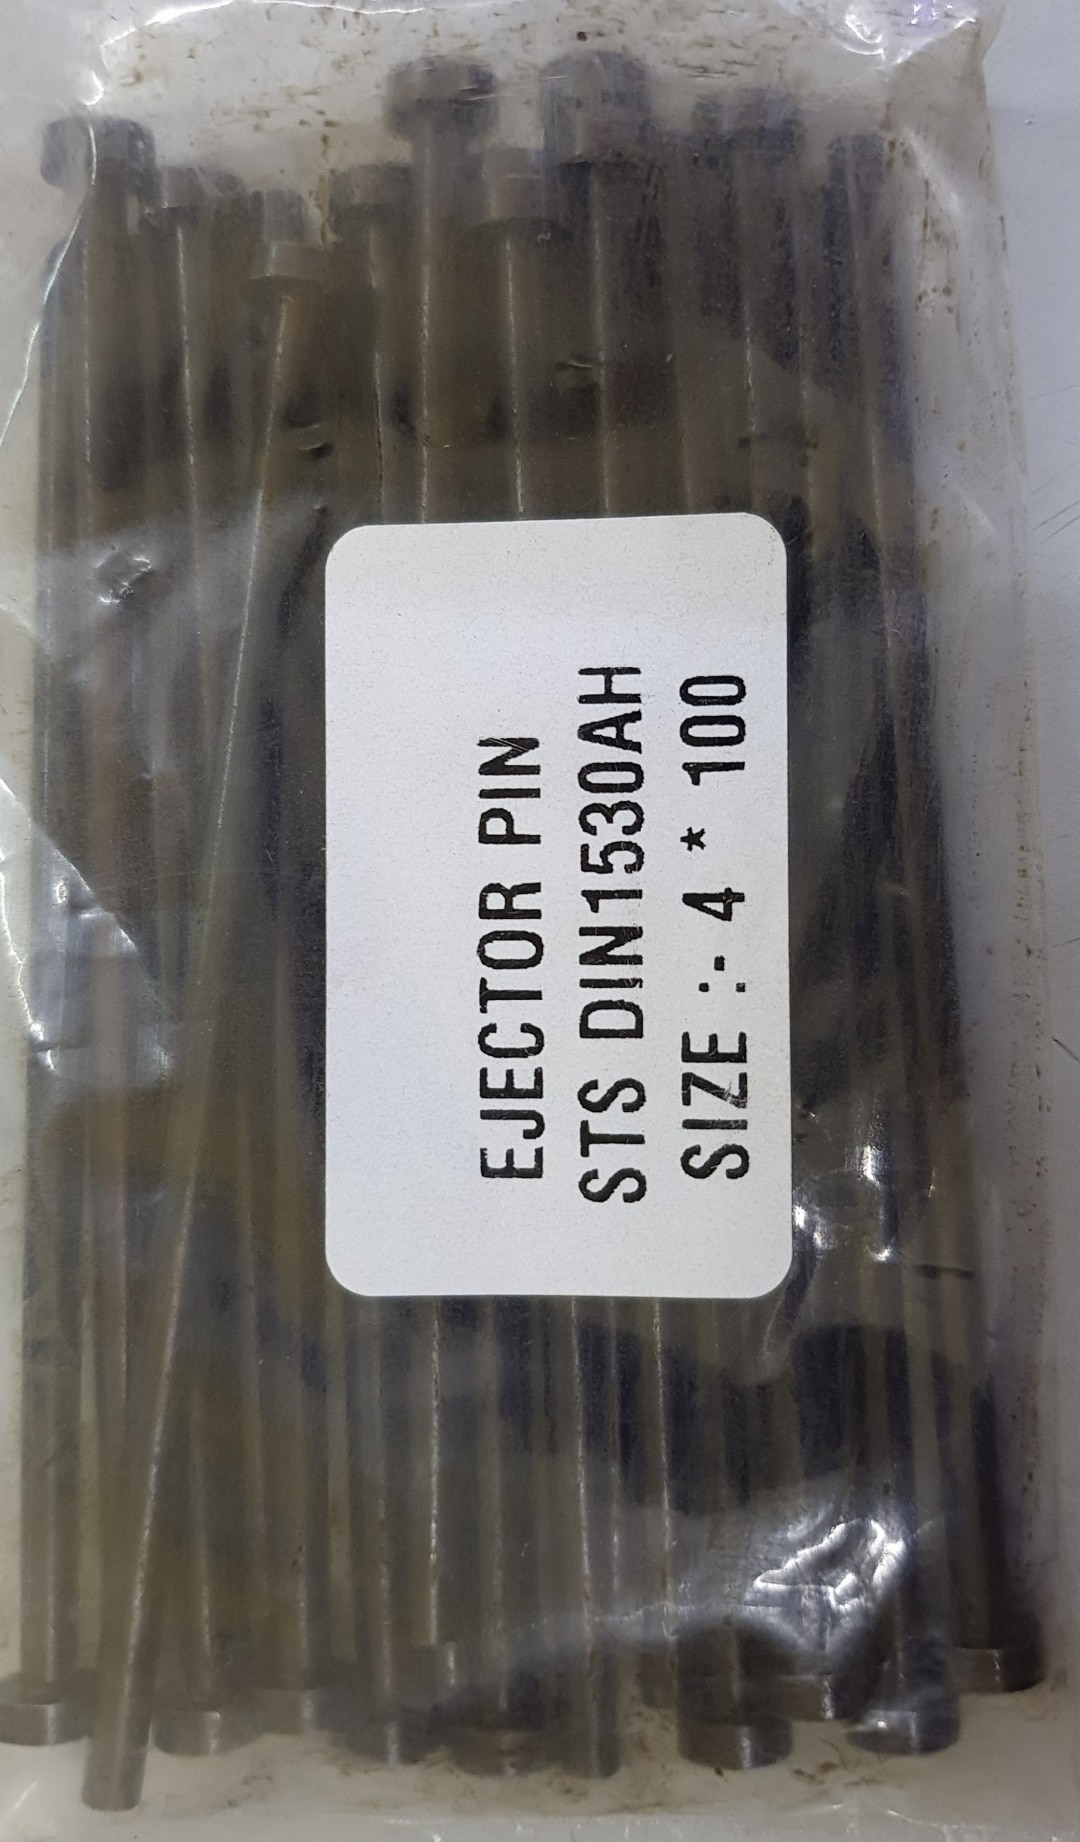 EJECTOR PIN
STS DIN1530AH
SIZE :- 4 * 100